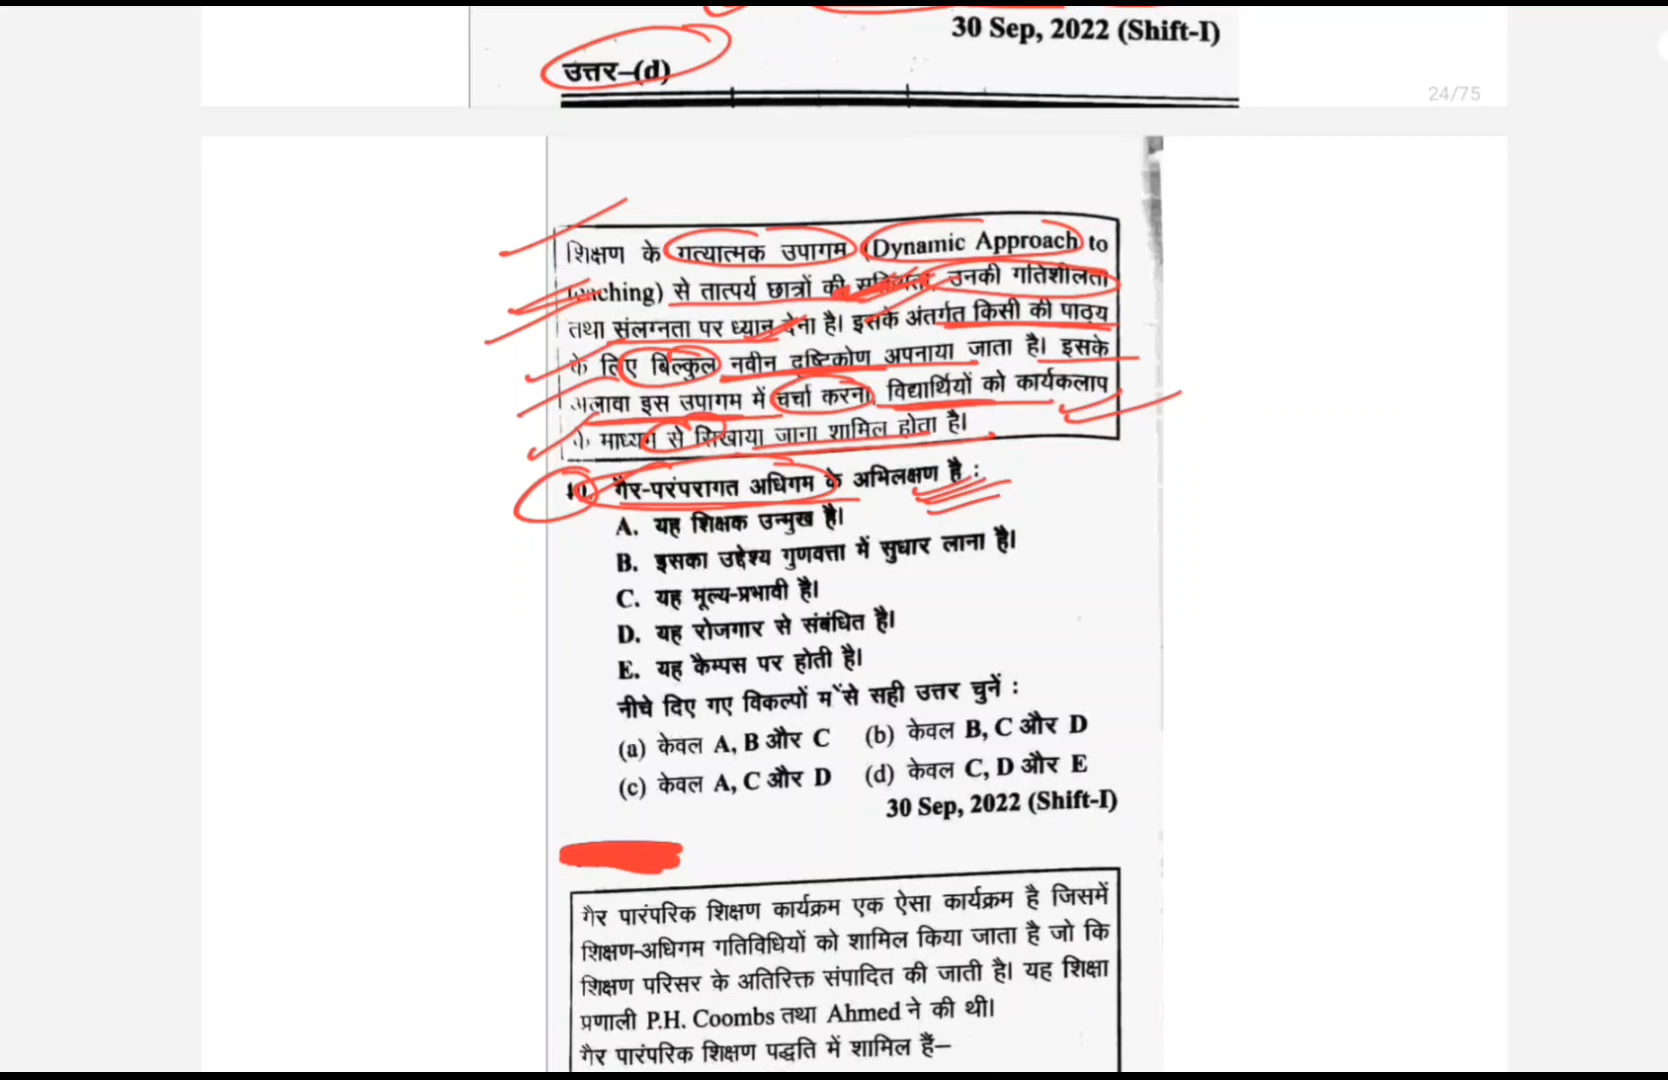 30 Sep, 2022 (Shift-I)
उत्तर–(d)
24/75
शिक्षण के गत्यात्मक उपागम (Dynamic Approach to
teaching) से तात्पर्य छात्रों की सक्रियता, उनकी गतिशीलता
तथा संलग्नता पर ध्यान देना है। इसके अंतर्गत किसी की पाठ्य
के लिए बिल्कुल नवीन दृष्टिकोण अपनाया जाता है। इसके
अलावा इस उपागम में चर्चा करना, विद्यार्थियों को कार्यकलाप
के माध्यम से सिखाया जाना शामिल होता है।
10. गैर-परंपरागत अधिगम के अभिलक्षण है :
A. यह शिक्षक उन्मुख है।
B. इसका उद्देश्य गुणवत्ता में सुधार लाना है।
C. यह मूल्य-प्रभावी है।
D. यह रोजगार से संबंधित है।
E. यह कैम्पस पर होती है।
नीचे दिए गए विकल्पों में से सही उत्तर चुनें :
(a) केवल A, B और C (b) केवल B, C और D
(c) केवल A, C और D (d) केवल C, D और E
30 Sep, 2022 (Shift-I)
गैर पारंपरिक शिक्षण कार्यक्रम एक ऐसा कार्यक्रम है जिसमें
शिक्षण-अधिगम गतिविधियों को शामिल किया जाता है जो कि
शिक्षण परिसर के अतिरिक्त संपादित की जाती है। यह शिक्षा
प्रणाली P.H. Coombs तथा Ahmed ने की थी।
गैर पारंपरिक शिक्षण पद्धति में शामिल हैं–